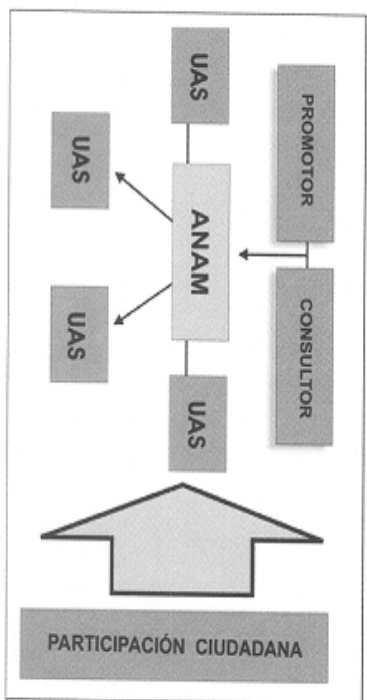 PROMOTOR
CONSULTOR
UAS
ANAM
UAS
UAS
UAS
PARTICIPACIÓN CIUDADANA